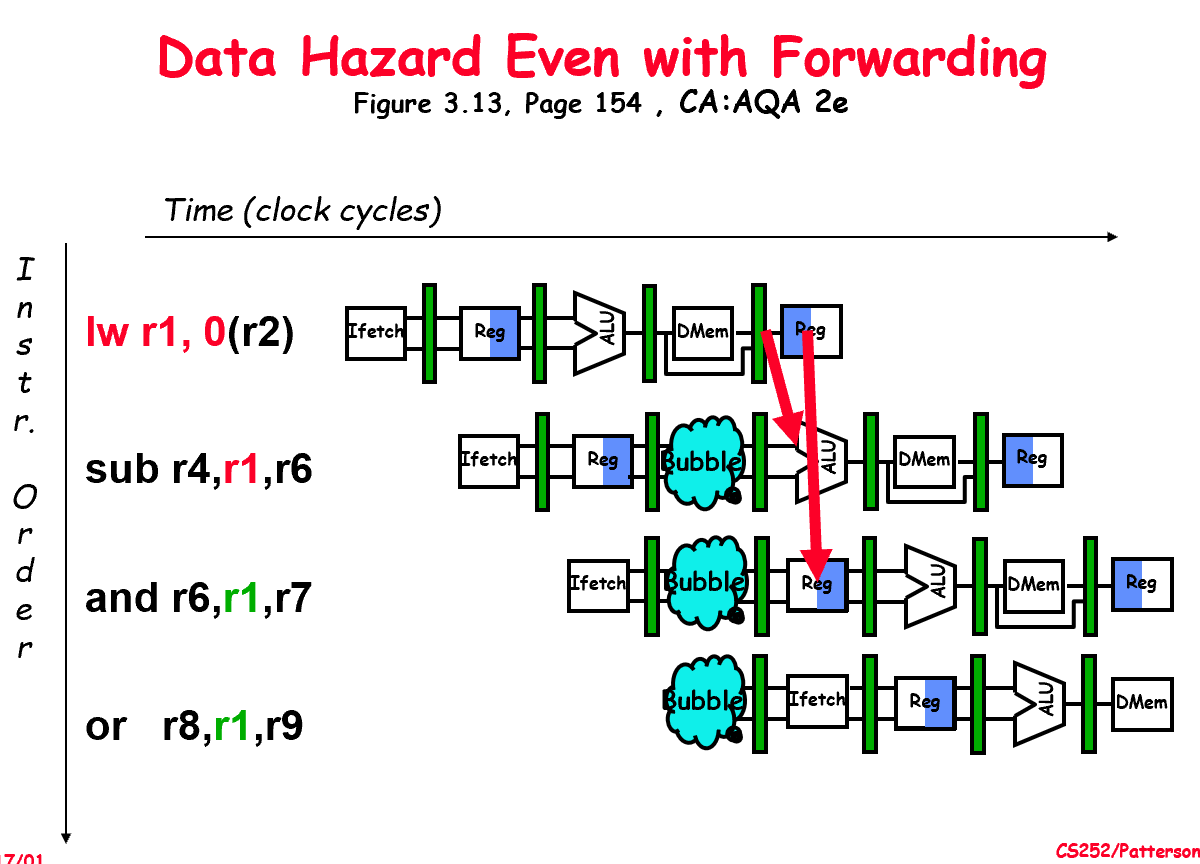 Data Hazard Even with Forwarding
Figure 3.13, Page 154 , CA:AQA 2e
Time (clock cycles)
Instr. Order
lw r1, 0(r2)
Ifetch Reg ALU DMem Reg
sub r4,r1,r6
Ifetch Reg Bubble ALU DMem Reg
and r6,r1,r7
Ifetch Bubble Reg ALU DMem Reg
or r8,r1,r9
Bubble Ifetch Reg ALU DMem
17/01
CS252/Patterson